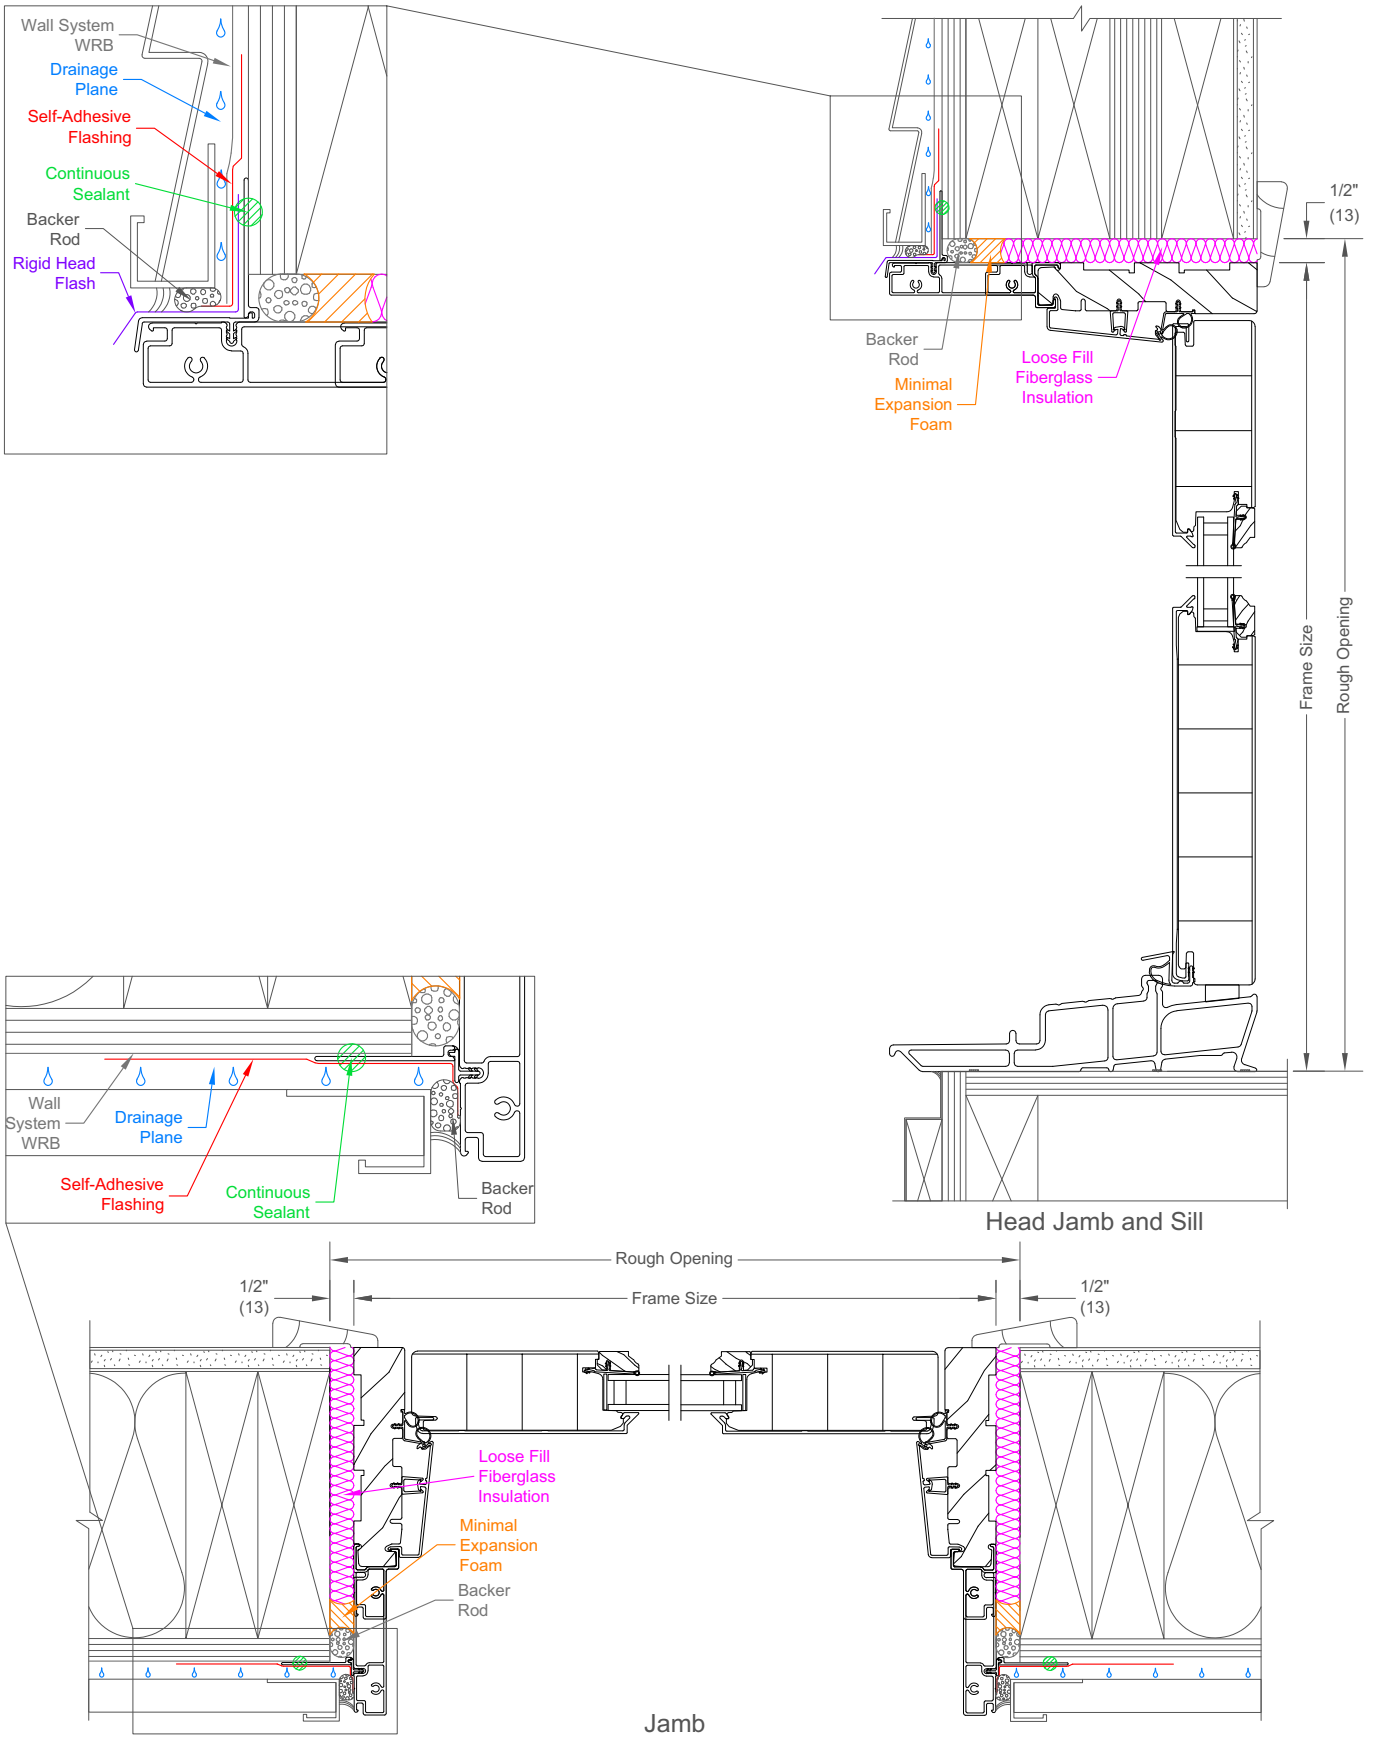 Wall System
WRB
Drainage
Plane
Self-Adhesive
Flashing
Continuous
Sealant
Backer
Rod
Rigid Head
Flash
1/2"
(13)
Backer
Rod
Minimal
Expansion
Foam
Loose Fill
Fiberglass
Insulation
Frame Size
Rough Opening
Wall
System
WRB
Drainage
Plane
Self-Adhesive
Flashing
Continuous
Sealant
Backer
Rod
Head Jamb and Sill
Rough Opening
1/2"
(13)
Frame Size
1/2"
(13)
Loose Fill
Fiberglass
Insulation
Minimal
Expansion
Foam
Backer
Rod
Jamb